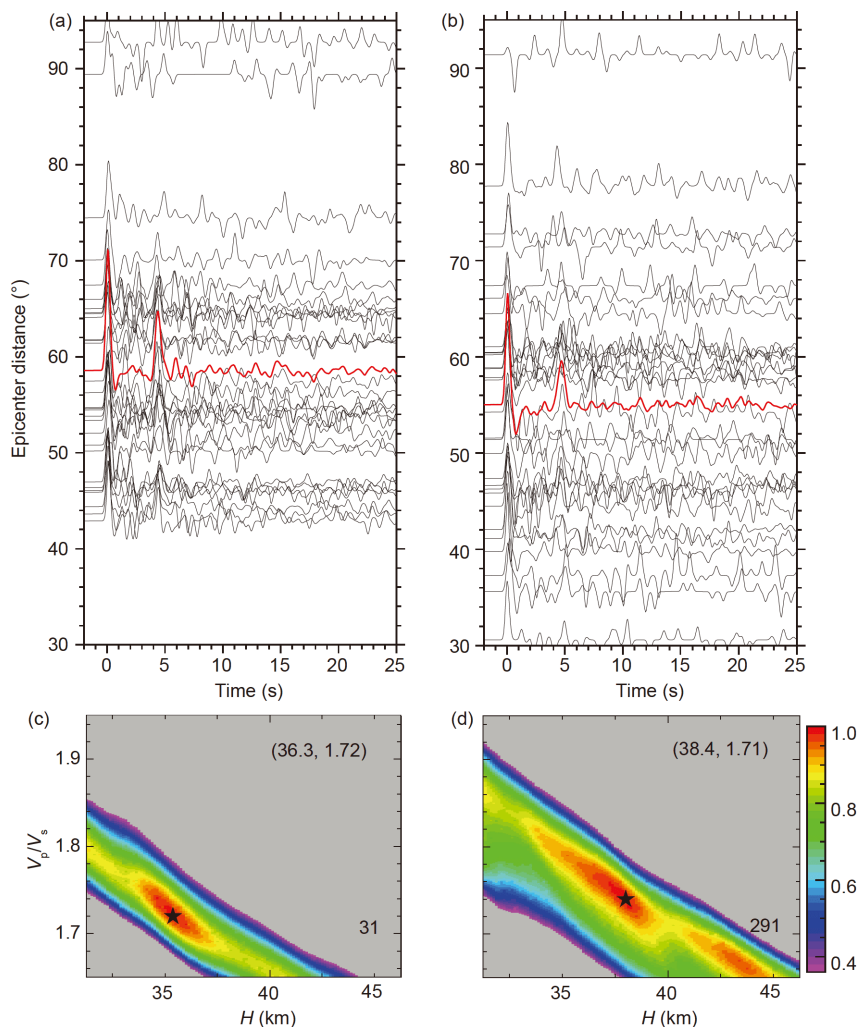 (a)
(b)
90
80
70
60
50
40
30
Epicenter distance (°)
0 5 10 15 20 25
Time (s)
90
80
70
60
50
40
30
0 5 10 15 20 25
Time (s)
(c)
(36.3, 1.72)
1.9
1.8
1.7
Vp/Vs
31
35 40 45
H (km)
(d)
(38.4, 1.71)
291
35 40 45
H (km)
1.0
0.8
0.6
0.4